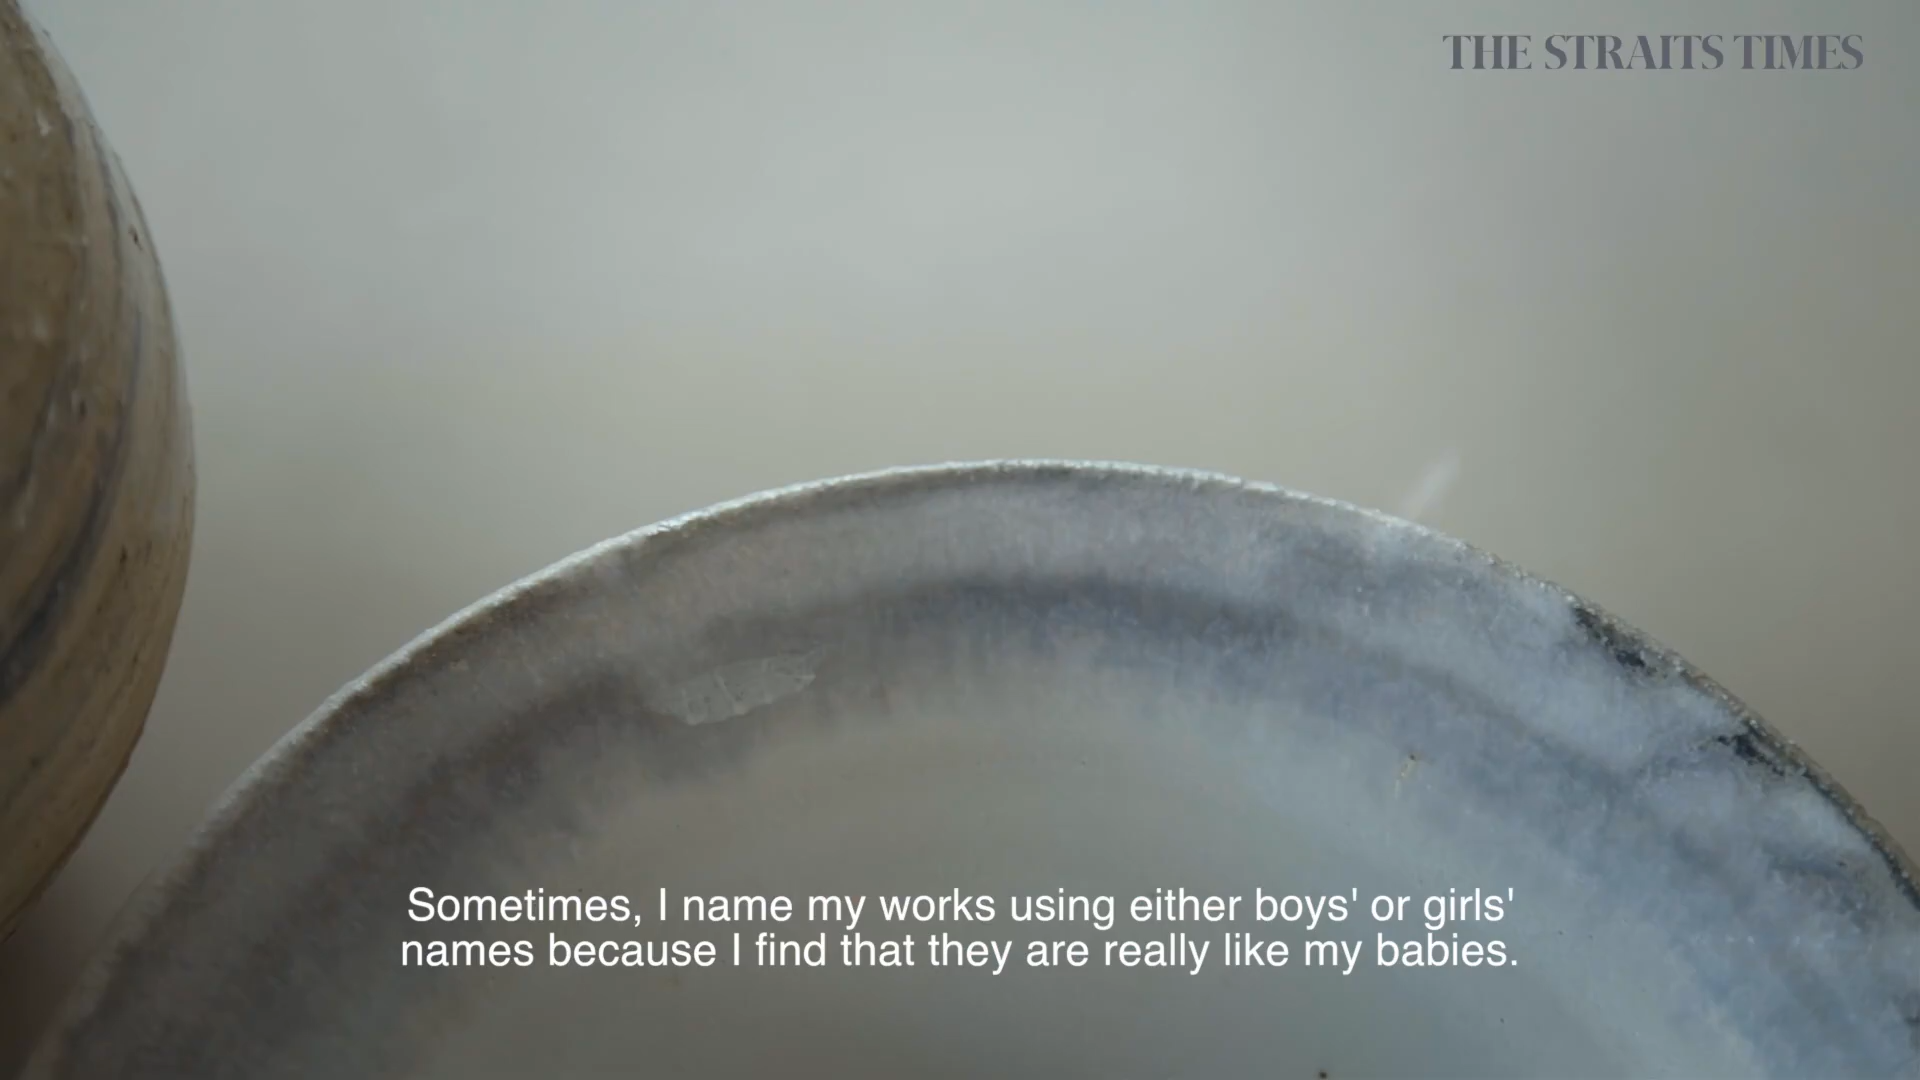 THE STRAITS TIMES
Sometimes, I name my works using either boys' or girls'
names because I find that they are really like my babies.